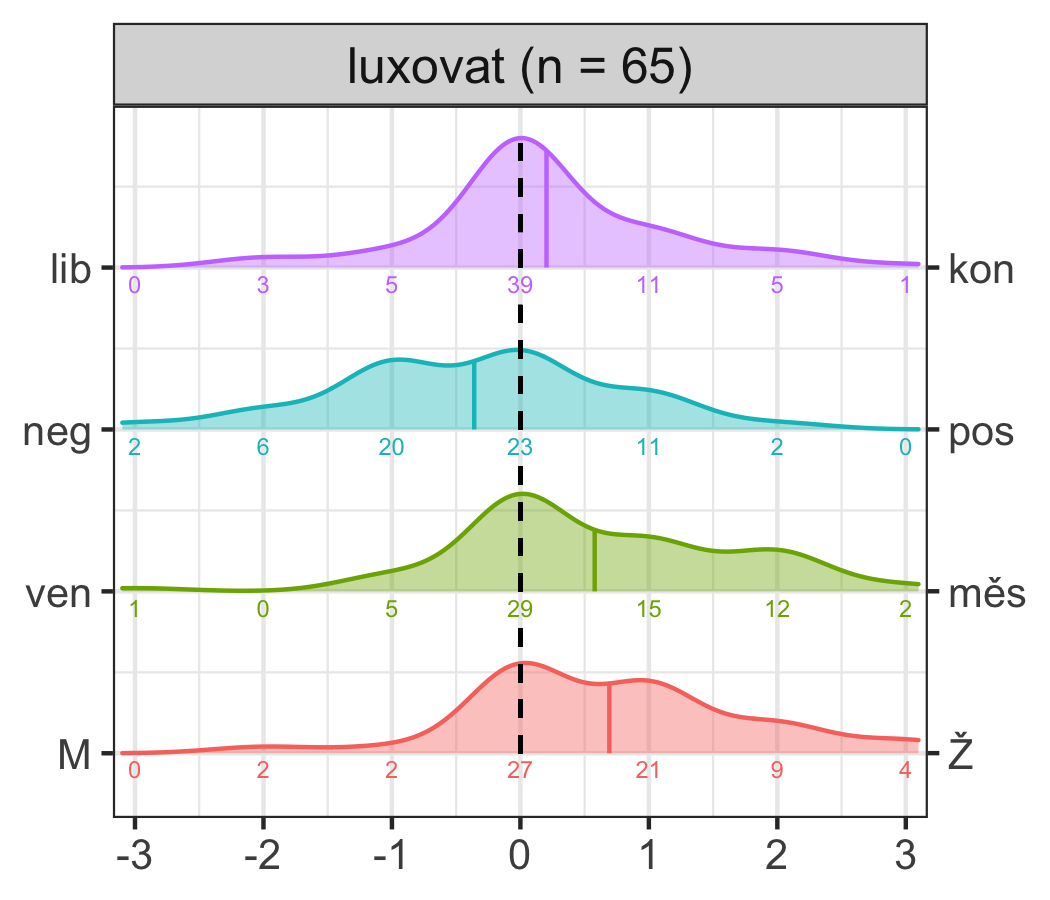 luxovat (n = 65)
lib kon
0 3 5 39 11 5 1
neg pos
2 6 20 23 11 2 0
ven měs
1 0 5 29 15 12 2
M Ž
0 2 2 27 21 9 4
-3 -2 -1 0 1 2 3